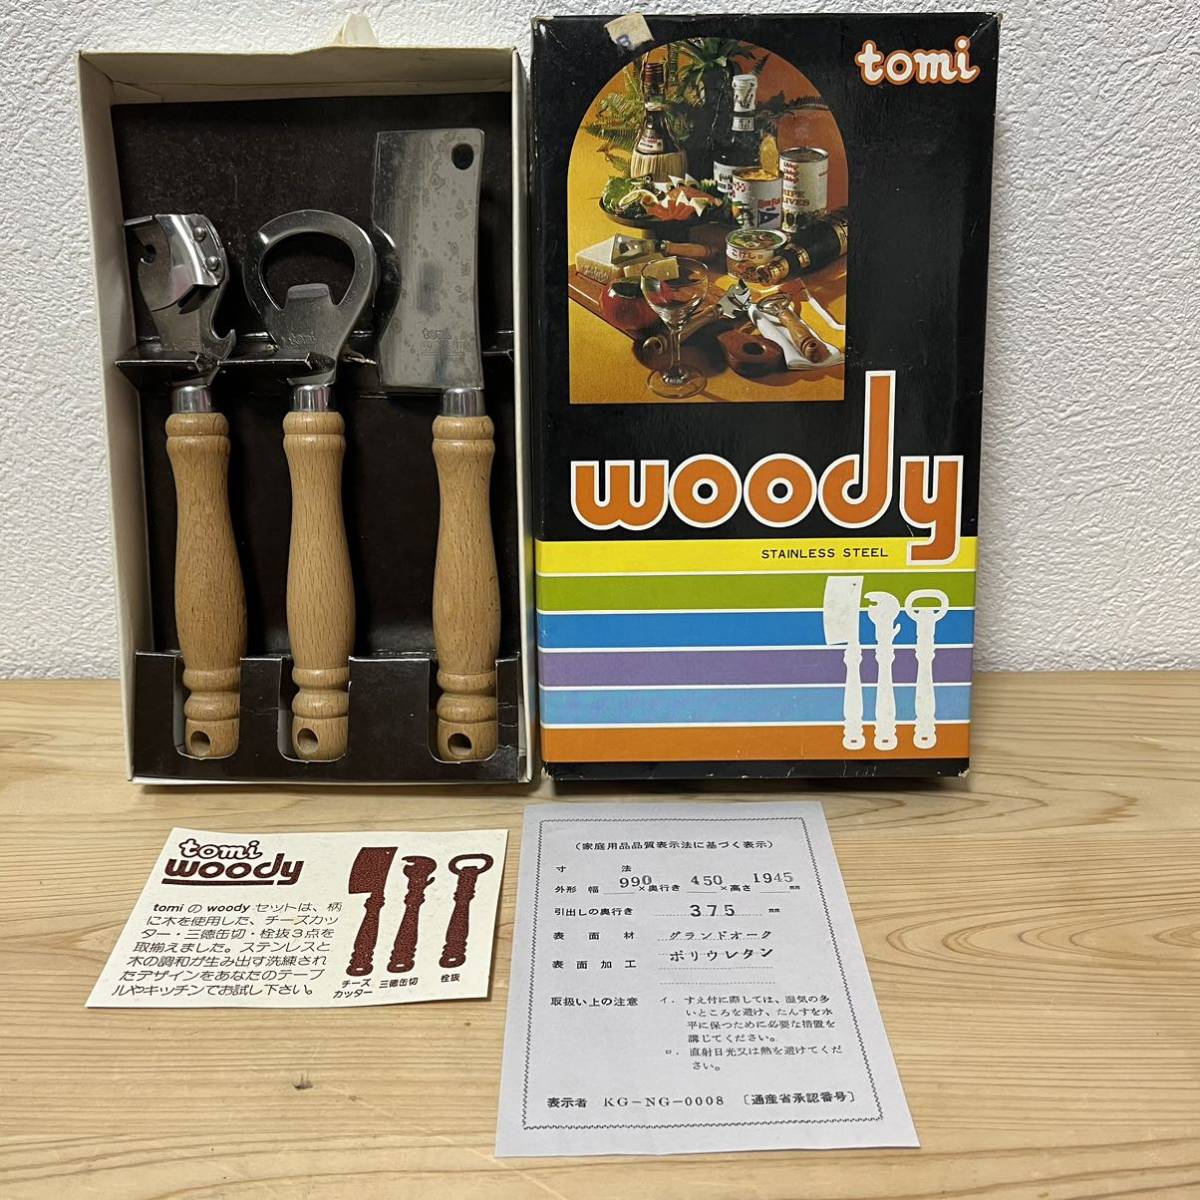 tomi
woody
STAINLESS STEEL
tomi
tomi
tomi
woody
tomiのwoodyセットは、柄
に木を使用した、チーズカッ
ター・三徳缶切・栓抜3点を
取揃えました。ステンレスと
木の調和が生み出す洗練され
たデザインをあなたのテーブ
ルやキッチンでお試し下さい。
チーズ
カッター
三徳缶切
栓抜
(家庭用品品質表示法に基づく表示)
寸法
外形 幅 990 ×奥行き 450 ×高さ 1945 mm
引出しの奥行き 375 mm
表面材 グランドオーク
表面加工 ポリウレタン
取扱い上の注意 イ. すえ付に際しては、湿気の多
いところを避け、たんすを水
平に保つために必要な措置を
講じてください。
ロ. 直射日光又は熱を避けてくだ
さい。
表示者 KG-NG-0008 〔通産省承認番号〕